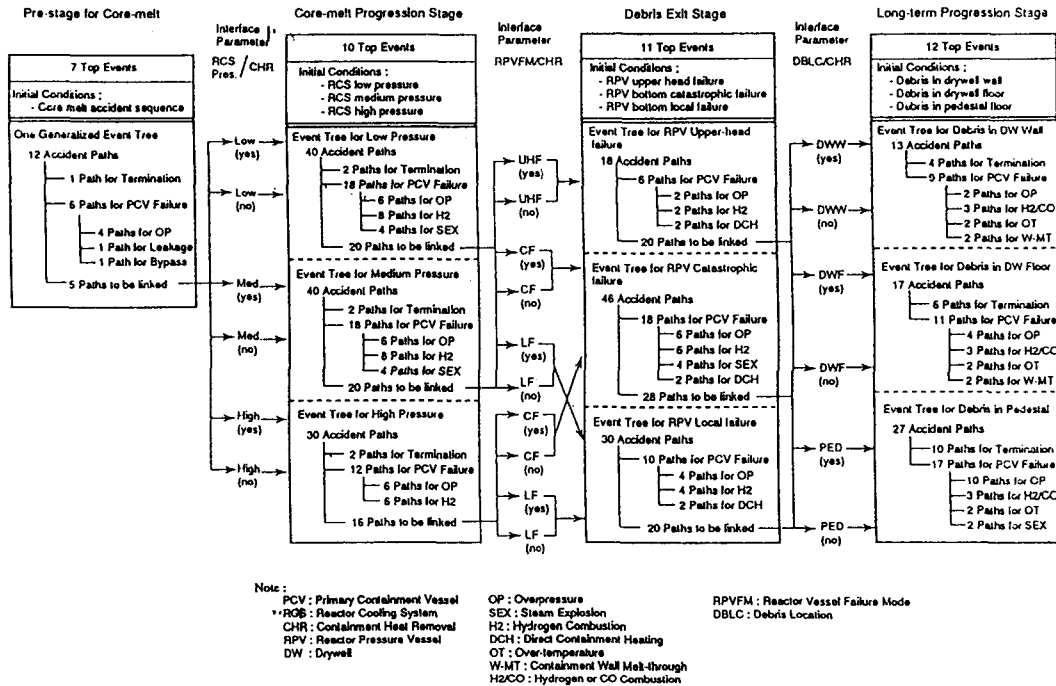 Pre-stage for Core-melt
7 Top Events
Initial Conditions :
- Core melt accident sequence
One Generalized Event Tree
12 Accident Paths
1 Path for Termination
6 Paths for PCV Failure
4 Paths for OP
1 Path for Leakage
1 Path for Bypass
5 Paths to be linked
Interface
Parameter
RCS / CHR
Pres.
Low
(yes)
Low
(no)
Med.
(yes)
Med.
(no)
High
(yes)
High
(no)
Core-melt Progression Stage
10 Top Events
Initial Conditions :
- RCS low pressure
- RCS medium pressure
- RCS high pressure
Event Tree for Low Pressure
40 Accident Paths
2 Paths for Termination
18 Paths for PCV Failure
6 Paths for OP
8 Paths for H2
4 Paths for SEX
20 Paths to be linked
Event Tree for Medium Pressure
40 Accident Paths
2 Paths for Termination
18 Paths for PCV Failure
6 Paths for OP
8 Paths for H2
4 Paths for SEX
20 Paths to be linked
Event Tree for High Pressure
30 Accident Paths
2 Paths for Termination
12 Paths for PCV Failure
6 Paths for OP
6 Paths for H2
16 Paths to be linked
Interface
Parameter
RPVFM/CHR
UHF
(yes)
UHF
(no)
CF
(yes)
CF
(no)
LF
(yes)
LF
(no)
CF
(yes)
CF
(no)
LF
(yes)
LF
(no)
Debris Exit Stage
11 Top Events
Initial Conditions :
- RPV upper head failure
- RPV bottom catastrophic failure
- RPV bottom local failure
Event Tree for RPV Upper-head
failure
18 Accident Paths
6 Paths for PCV Failure
2 Paths for OP
2 Paths for H2
2 Paths for DCH
20 Paths to be linked
Event Tree for RPV Catastrophic
failure
46 Accident Paths
18 Paths for PCV Failure
6 Paths for OP
6 Paths for H2
4 Paths for SEX
2 Paths for DCH
28 Paths to be linked
Event Tree for RPV Local failure
30 Accident Paths
10 Paths for PCV Failure
4 Paths for OP
4 Paths for H2
2 Paths for DCH
20 Paths to be linked
Interface
Parameter
DBLC/CHR
DWW
(yes)
DWW
(no)
DWF
(yes)
DWF
(no)
PED
(yes)
PED
(no)
Long-term Progression Stage
12 Top Events
Initial Conditions :
- Debris in drywell wall
- Debris in drywell floor
- Debris in pedestal floor
Event Tree for Debris in DW Wall
13 Accident Paths
4 Paths for Termination
9 Paths for PCV Failure
2 Paths for OP
3 Paths for H2/CO
2 Paths for OT
2 Paths for W-MT
Event Tree for Debris in DW Floor
17 Accident Paths
6 Paths for Termination
11 Paths for PCV Failure
4 Paths for OP
3 Paths for H2/CO
2 Paths for OT
2 Paths for W-MT
Event Tree for Debris in Pedestal
27 Accident Paths
10 Paths for Termination
17 Paths for PCV Failure
10 Paths for OP
3 Paths for H2/CO
2 Paths for OT
2 Paths for SEX
Note :
PCV : Primary Containment Vessel
RCS : Reactor Cooling System
CHR : Containment Heat Removal
RPV : Reactor Pressure Vessel
DW : Drywell
OP : Overpressure
SEX : Steam Explosion
H2 : Hydrogen Combustion
DCH : Direct Containment Heating
OT : Over-temperature
W-MT : Containment Wall Melt-through
H2/CO : Hydrogen or CO Combustion
RPVFM : Reactor Vessel Failure Mode
DBLC : Debris Location